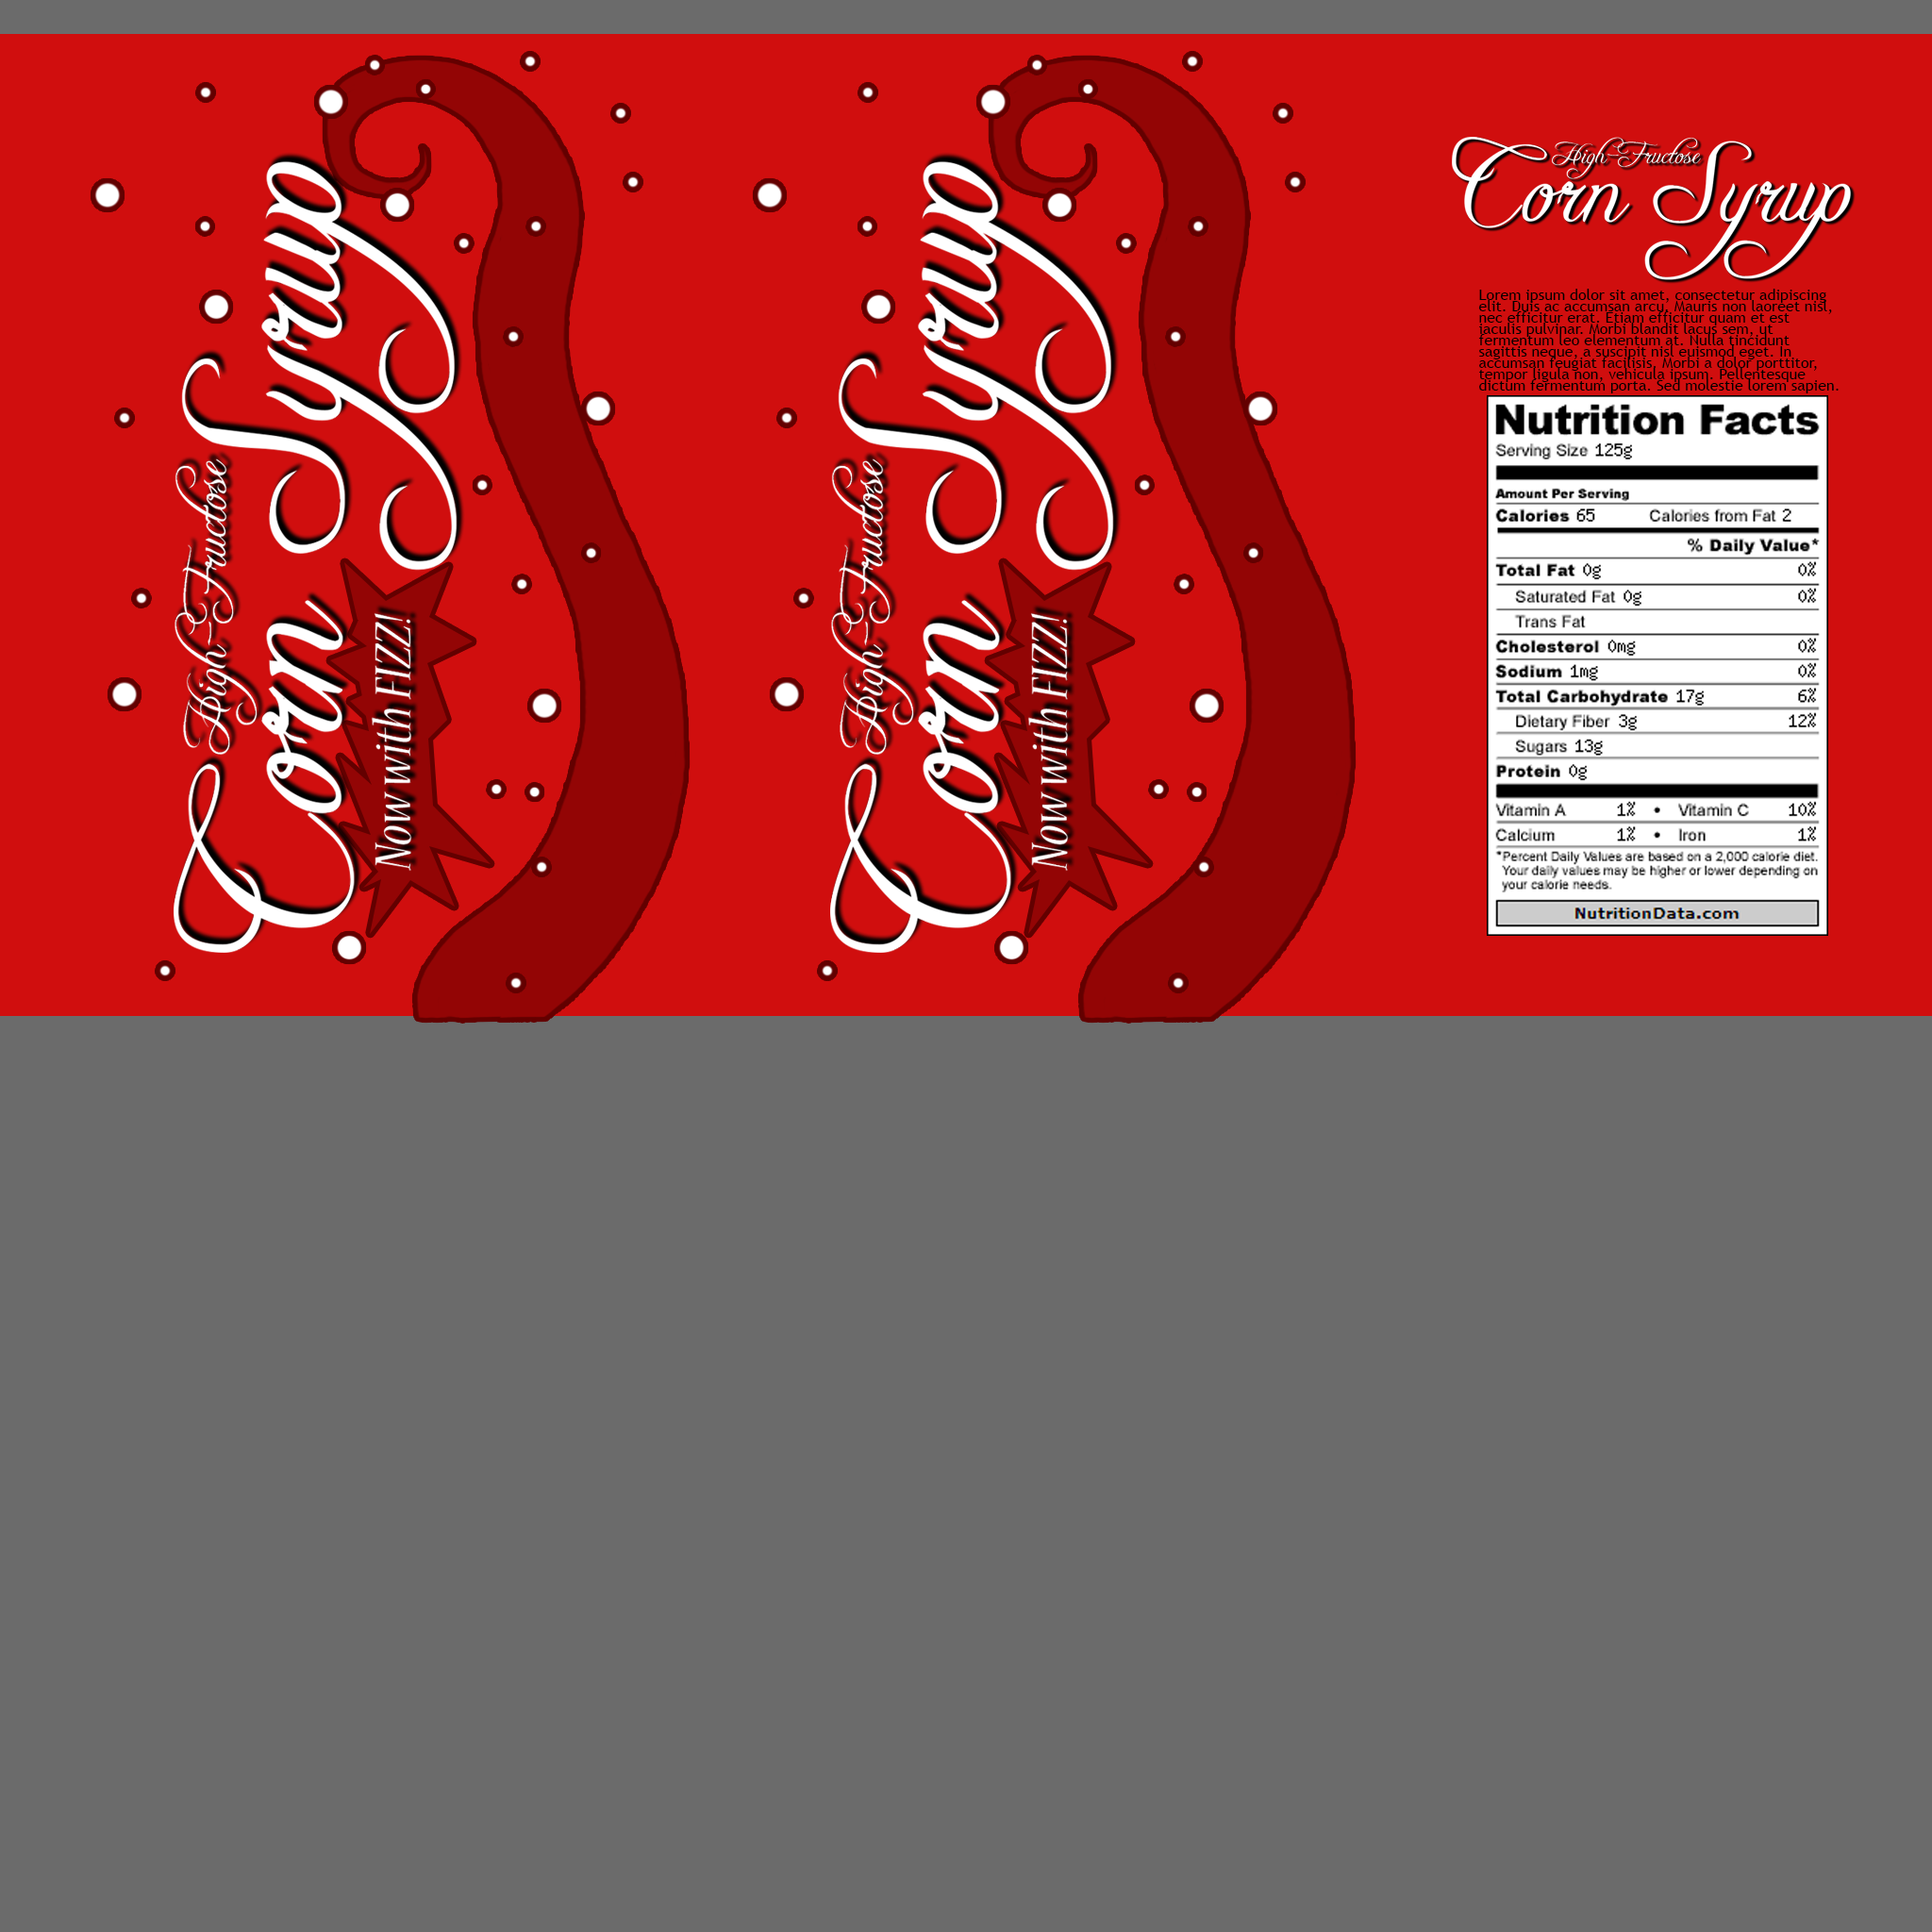 High-Fructose
Corn Syrup
Now with FIZZ!
High-Fructose
Corn Syrup
Now with FIZZ!
High-Fructose
Corn Syrup
Lorem ipsum dolor sit amet, consectetur adipiscing
elit. Duis ac accumsan arcu. Mauris non laoreet nisl,
nec efficitur erat. Etiam efficitur quam et est
iaculis pulvinar. Morbi blandit lacus sem, ut
fermentum leo elementum at. Nulla tincidunt
sagittis neque, a suscipit nisl euismod eget. In
accumsan feugiat facilisis. Morbi a dolor porttitor,
tempor ligula non, vehicula ipsum. Pellentesque
dictum fermentum porta. Sed molestie lorem sapien.
Nutrition Facts
Serving Size 125g
Amount Per Serving
Calories 65 Calories from Fat 2
% Daily Value*
Total Fat 0g 0%
Saturated Fat 0g 0%
Trans Fat
Cholesterol 0mg 0%
Sodium 1mg 0%
Total Carbohydrate 17g 6%
Dietary Fiber 3g 12%
Sugars 13g
Protein 0g
Vitamin A 1% • Vitamin C 10%
Calcium 1% • Iron 1%
*Percent Daily Values are based on a 2,000 calorie diet.
Your daily values may be higher or lower depending on
your calorie needs.
NutritionData.com